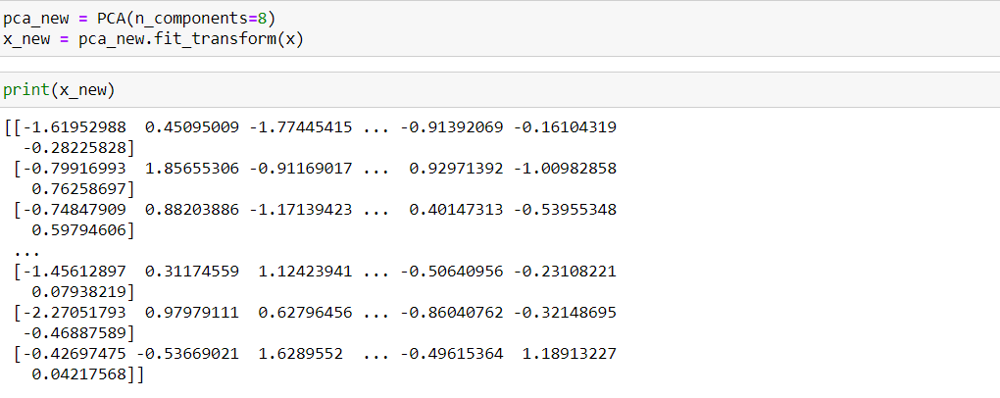 pca_new = PCA(n_components=8)
x_new = pca_new.fit_transform(x)
print(x_new)
[[-1.61952988  0.45095009 -1.77445415 ... -0.91392069 -0.16104319
  -0.28225828]
 [-0.79916993  1.85655306 -0.91169017 ...  0.92971392 -1.00982858
   0.76258697]
 [-0.74847909  0.88203886 -1.17139423 ...  0.40147313 -0.53955348
   0.59794606]
 ...
 [-1.45612897  0.31174559  1.12423941 ... -0.50640956 -0.23108221
   0.07938219]
 [-2.27051793  0.97979111  0.62796456 ... -0.86040762 -0.32148695
  -0.46887589]
 [-0.42697475 -0.53669021  1.6289552  ... -0.49615364  1.18913227
   0.04217568]]